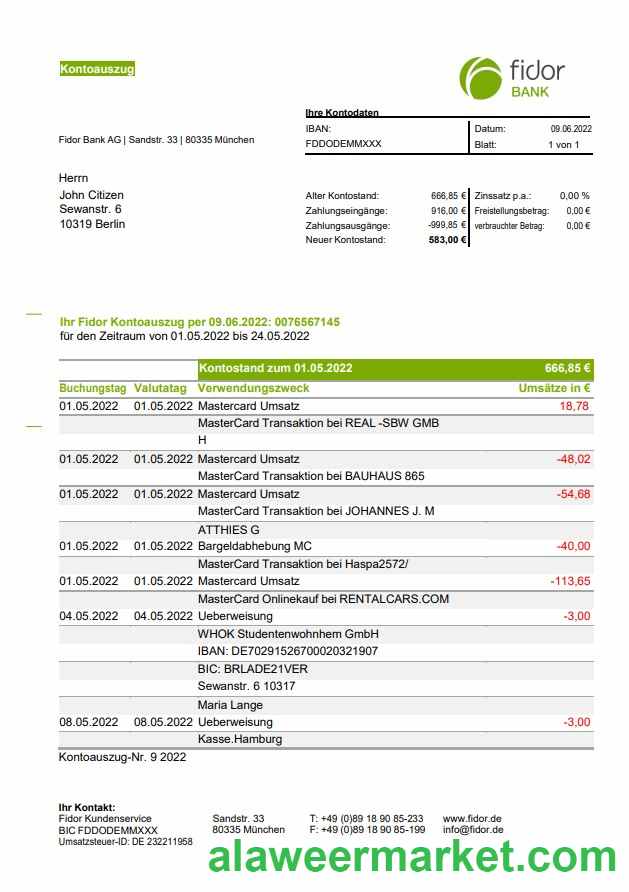 Kontoauszug
fidor
BANK
Ihre Kontodaten
IBAN: Datum: 09.06.2022
FDDODEMMXXX Blatt: 1 von 1
Fidor Bank AG | Sandstr. 33 | 80335 München
Herrn
John Citizen
Sewanstr. 6
10319 Berlin
Alter Kontostand: 666,85 € Zinssatz p.a.: 0,00 %
Zahlungseingänge: 916,00 € Freistellungsbetrag: 0,00 €
Zahlungsausgänge: -999,85 € verbrauchter Betrag: 0,00 €
Neuer Kontostand: 583,00 €
Ihr Fidor Kontoauszug per 09.06.2022: 0076567145
für den Zeitraum von 01.05.2022 bis 24.05.2022
Kontostand zum 01.05.2022 666,85 €
Buchungstag Valutatag Verwendungszweck Umsätze in €
01.05.2022 01.05.2022 Mastercard Umsatz 18,78
MasterCard Transaktion bei REAL -SBW GMB
H
01.05.2022 01.05.2022 Mastercard Umsatz -48,02
MasterCard Transaktion bei BAUHAUS 865
01.05.2022 01.05.2022 Mastercard Umsatz -54,68
MasterCard Transaktion bei JOHANNES J. M
ATTHIES G
01.05.2022 01.05.2022 Bargeldabhebung MC -40,00
MasterCard Transaktion bei Haspa2572/
01.05.2022 01.05.2022 Mastercard Umsatz -113,65
MasterCard Onlinekauf bei RENTALCARS.COM
04.05.2022 04.05.2022 Ueberweisung -3,00
WHOK Studentenwohnhem GmbH
IBAN: DE70291526700020321907
BIC: BRLADE21VER
Sewanstr. 6 10317
Maria Lange
08.05.2022 08.05.2022 Ueberweisung -3,00
Kasse.Hamburg
Kontoauszug-Nr. 9 2022
Ihr Kontakt:
Fidor Kundenservice Sandstr. 33 T: +49 (0)89 18 90 85-233 www.fidor.de
BIC FDDODEMMXXX 80335 München F: +49 (0)89 18 90 85-199 info@fidor.de
Umsatzsteuer-ID: DE 232211958
alaweermarket.com